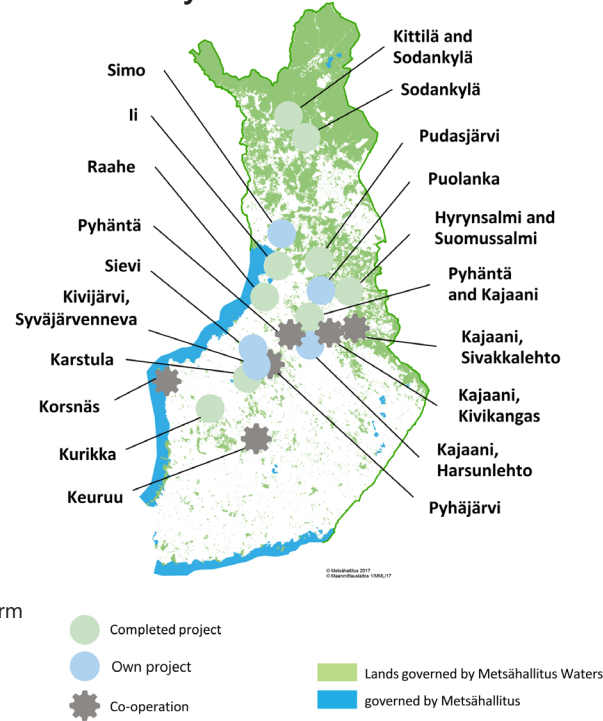 Simo
Ii
Raahe
Pyhäntä
Sievi
Kivijärvi,
Syväjärvenneva
Karstula
Korsnäs
Kurikka
Keuruu
Kittilä and
Sodankylä
Sodankylä
Pudasjärvi
Puolanka
Hyrynsalmi and
Suomussalmi
Pyhäntä
and Kajaani
Kajaani,
Sivakkalehto
Kajaani,
Kivikangas
Kajaani,
Harsunlehto
Pyhäjärvi
© Metsähallitus 2017
© Maanmittauslaitos 1/MML/17
rm
Completed project
Own project
Co-operation
Lands governed by Metsähallitus Waters
governed by Metsähallitus